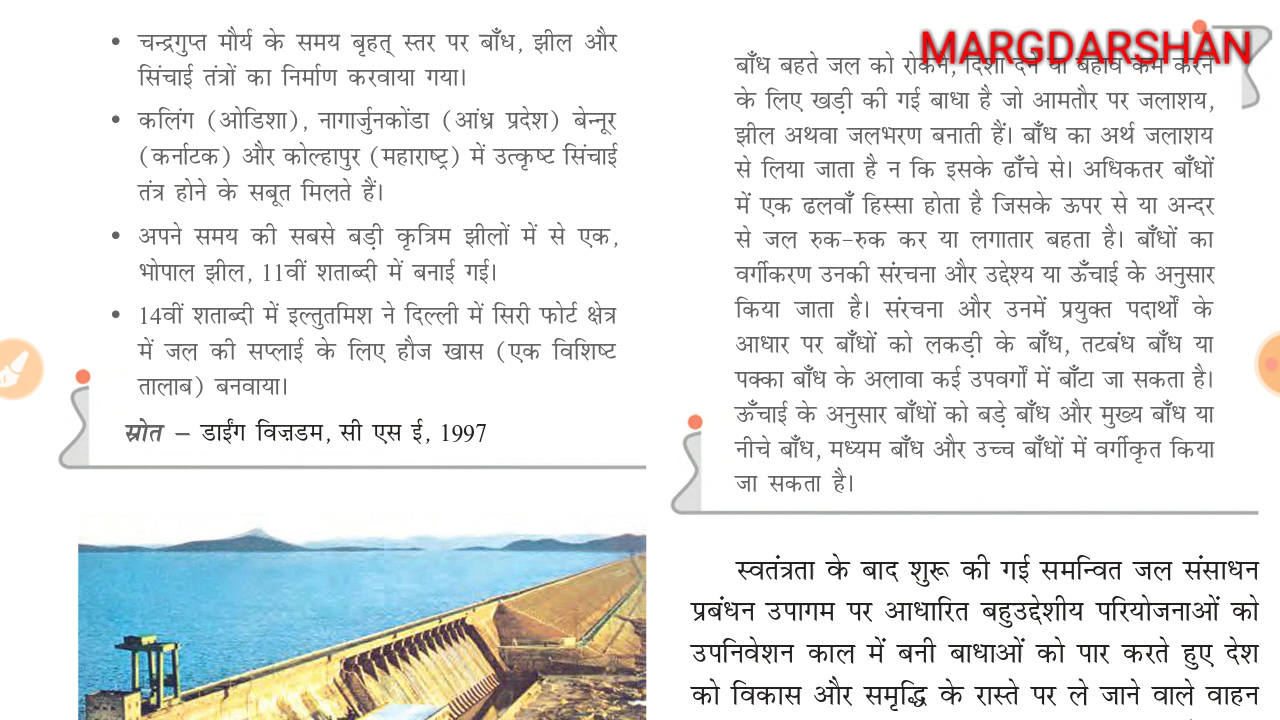 • चन्द्रगुप्त मौर्य के समय बृहत् स्तर पर बाँध, झील और
सिंचाई तंत्रों का निर्माण करवाया गया।
• कलिंग (ओडिशा), नागार्जुनकोंडा (आंध्र प्रदेश) बेन्नूर
(कर्नाटक) और कोल्हापुर (महाराष्ट्र) में उत्कृष्ट सिंचाई
तंत्र होने के सबूत मिलते हैं।
• अपने समय की सबसे बड़ी कृत्रिम झीलों में से एक,
भोपाल झील, 11वीं शताब्दी में बनाई गई।
• 14वीं शताब्दी में इल्तुतमिश ने दिल्ली में सिरी फोर्ट क्षेत्र
में जल की सप्लाई के लिए हौज खास (एक विशिष्ट
तालाब) बनवाया।
स्रोत – डाईंग विज़डम, सी एस ई, 1997
MARGDARSHAN
बाँध बहते जल को रोकने, दिशा देने या बहाव कम करने
के लिए खड़ी की गई बाधा है जो आमतौर पर जलाशय,
झील अथवा जलभरण बनाती हैं। बाँध का अर्थ जलाशय
से लिया जाता है न कि इसके ढाँचे से। अधिकतर बाँधों
में एक ढलवाँ हिस्सा होता है जिसके ऊपर से या अन्दर
से जल रुक-रुक कर या लगातार बहता है। बाँधों का
वर्गीकरण उनकी संरचना और उद्देश्य या ऊँचाई के अनुसार
किया जाता है। संरचना और उनमें प्रयुक्त पदार्थों के
आधार पर बाँधों को लकड़ी के बाँध, तटबंध बाँध या
पक्का बाँध के अलावा कई उपवर्गों में बाँटा जा सकता है।
ऊँचाई के अनुसार बाँधों को बड़े बाँध और मुख्य बाँध या
नीचे बाँध, मध्यम बाँध और उच्च बाँधों में वर्गीकृत किया
जा सकता है।
स्वतंत्रता के बाद शुरू की गई समन्वित जल संसाधन
प्रबंधन उपागम पर आधारित बहुउद्देशीय परियोजनाओं को
उपनिवेशन काल में बनी बाधाओं को पार करते हुए देश
को विकास और समृद्धि के रास्ते पर ले जाने वाले वाहन